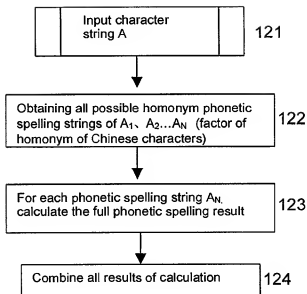 Input character
string A
121
Obtaining all possible homonym phonetic
spelling strings of A1、A2…AN (factor of
homonym of Chinese characters)
122
For each phonetic spelling string AN,
calculate the full phonetic spelling result
123
Combine all results of calculation
124